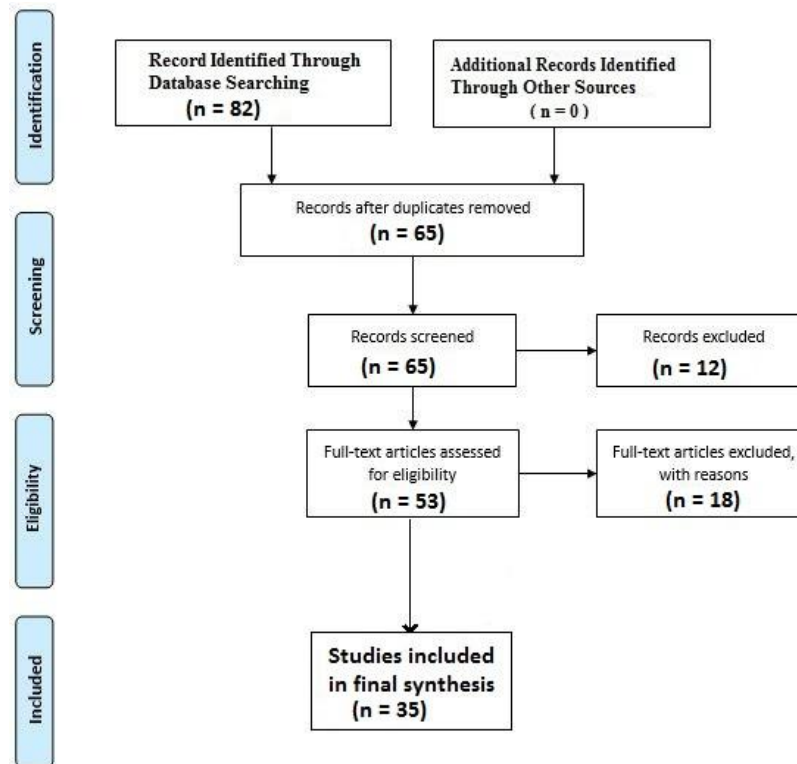 Identification
Record Identified Through
Database Searching
(n = 82)
Additional Records Identified
Through Other Sources
( n = 0 )
Records after duplicates removed
(n = 65)
Screening
Records screened
(n = 65)
Records excluded
(n = 12)
Eligibility
Full-text articles assessed
for eligibility
(n = 53)
Full-text articles excluded,
with reasons
(n = 18)
Included
Studies included
in final synthesis
(n = 35)